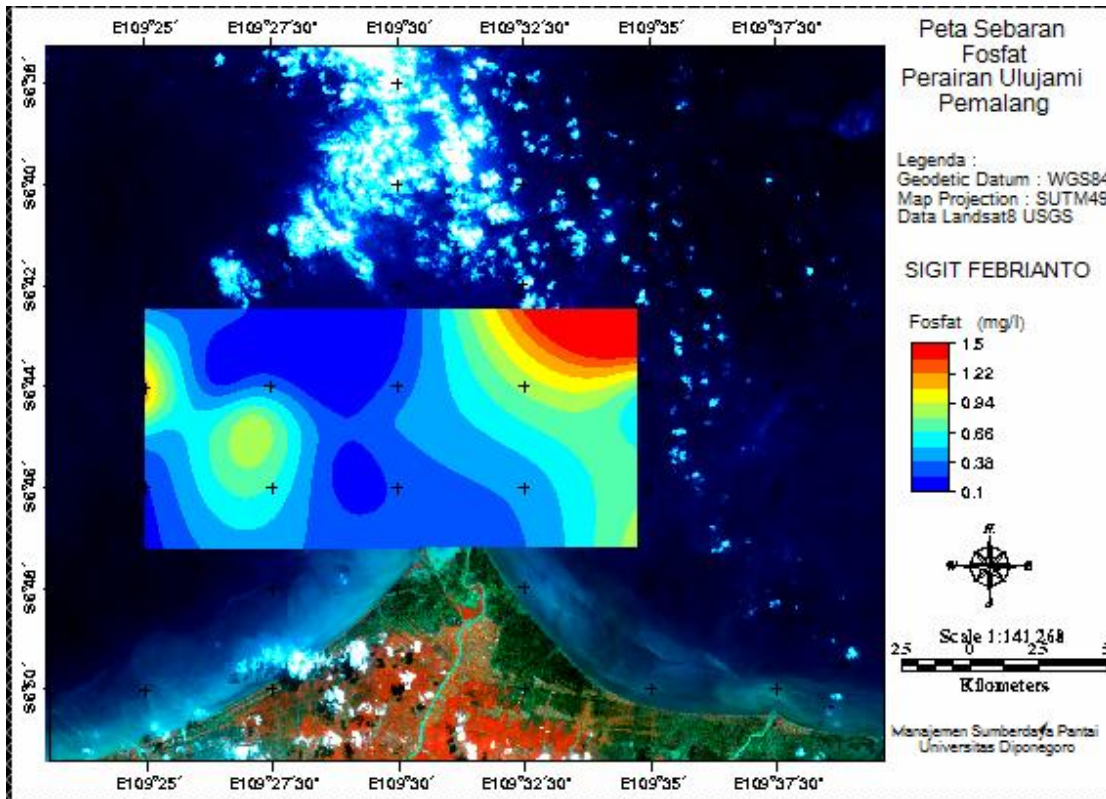 E109°25´ E109°27´30´´ E109°30´ E109°35´ E109°37´30´´
S6°38´
S6°40´
S6°42´
S6°44´
S6°46´
S6°48´
S6°50´
E109°25´ E109°27´30´´ E109°30´ E109°32´30´´ E109°35´ E109°37´30´´
Peta Sebaran
Fosfat
Perairan Ulujami
Pemalang
Legenda :
Geodetic Datum : WGS84
Map Projection : SUTM49
Data Landsat8 USGS
SIGIT FEBRIANTO
Fosfat (mg/l)
1.5
1.22
0.94
0.66
0.38
0.1
Scale 1:141,268
2.5 0 2.5
Kilometers
Manajemen Sumberdaya Pantai
Universitas Diponegoro